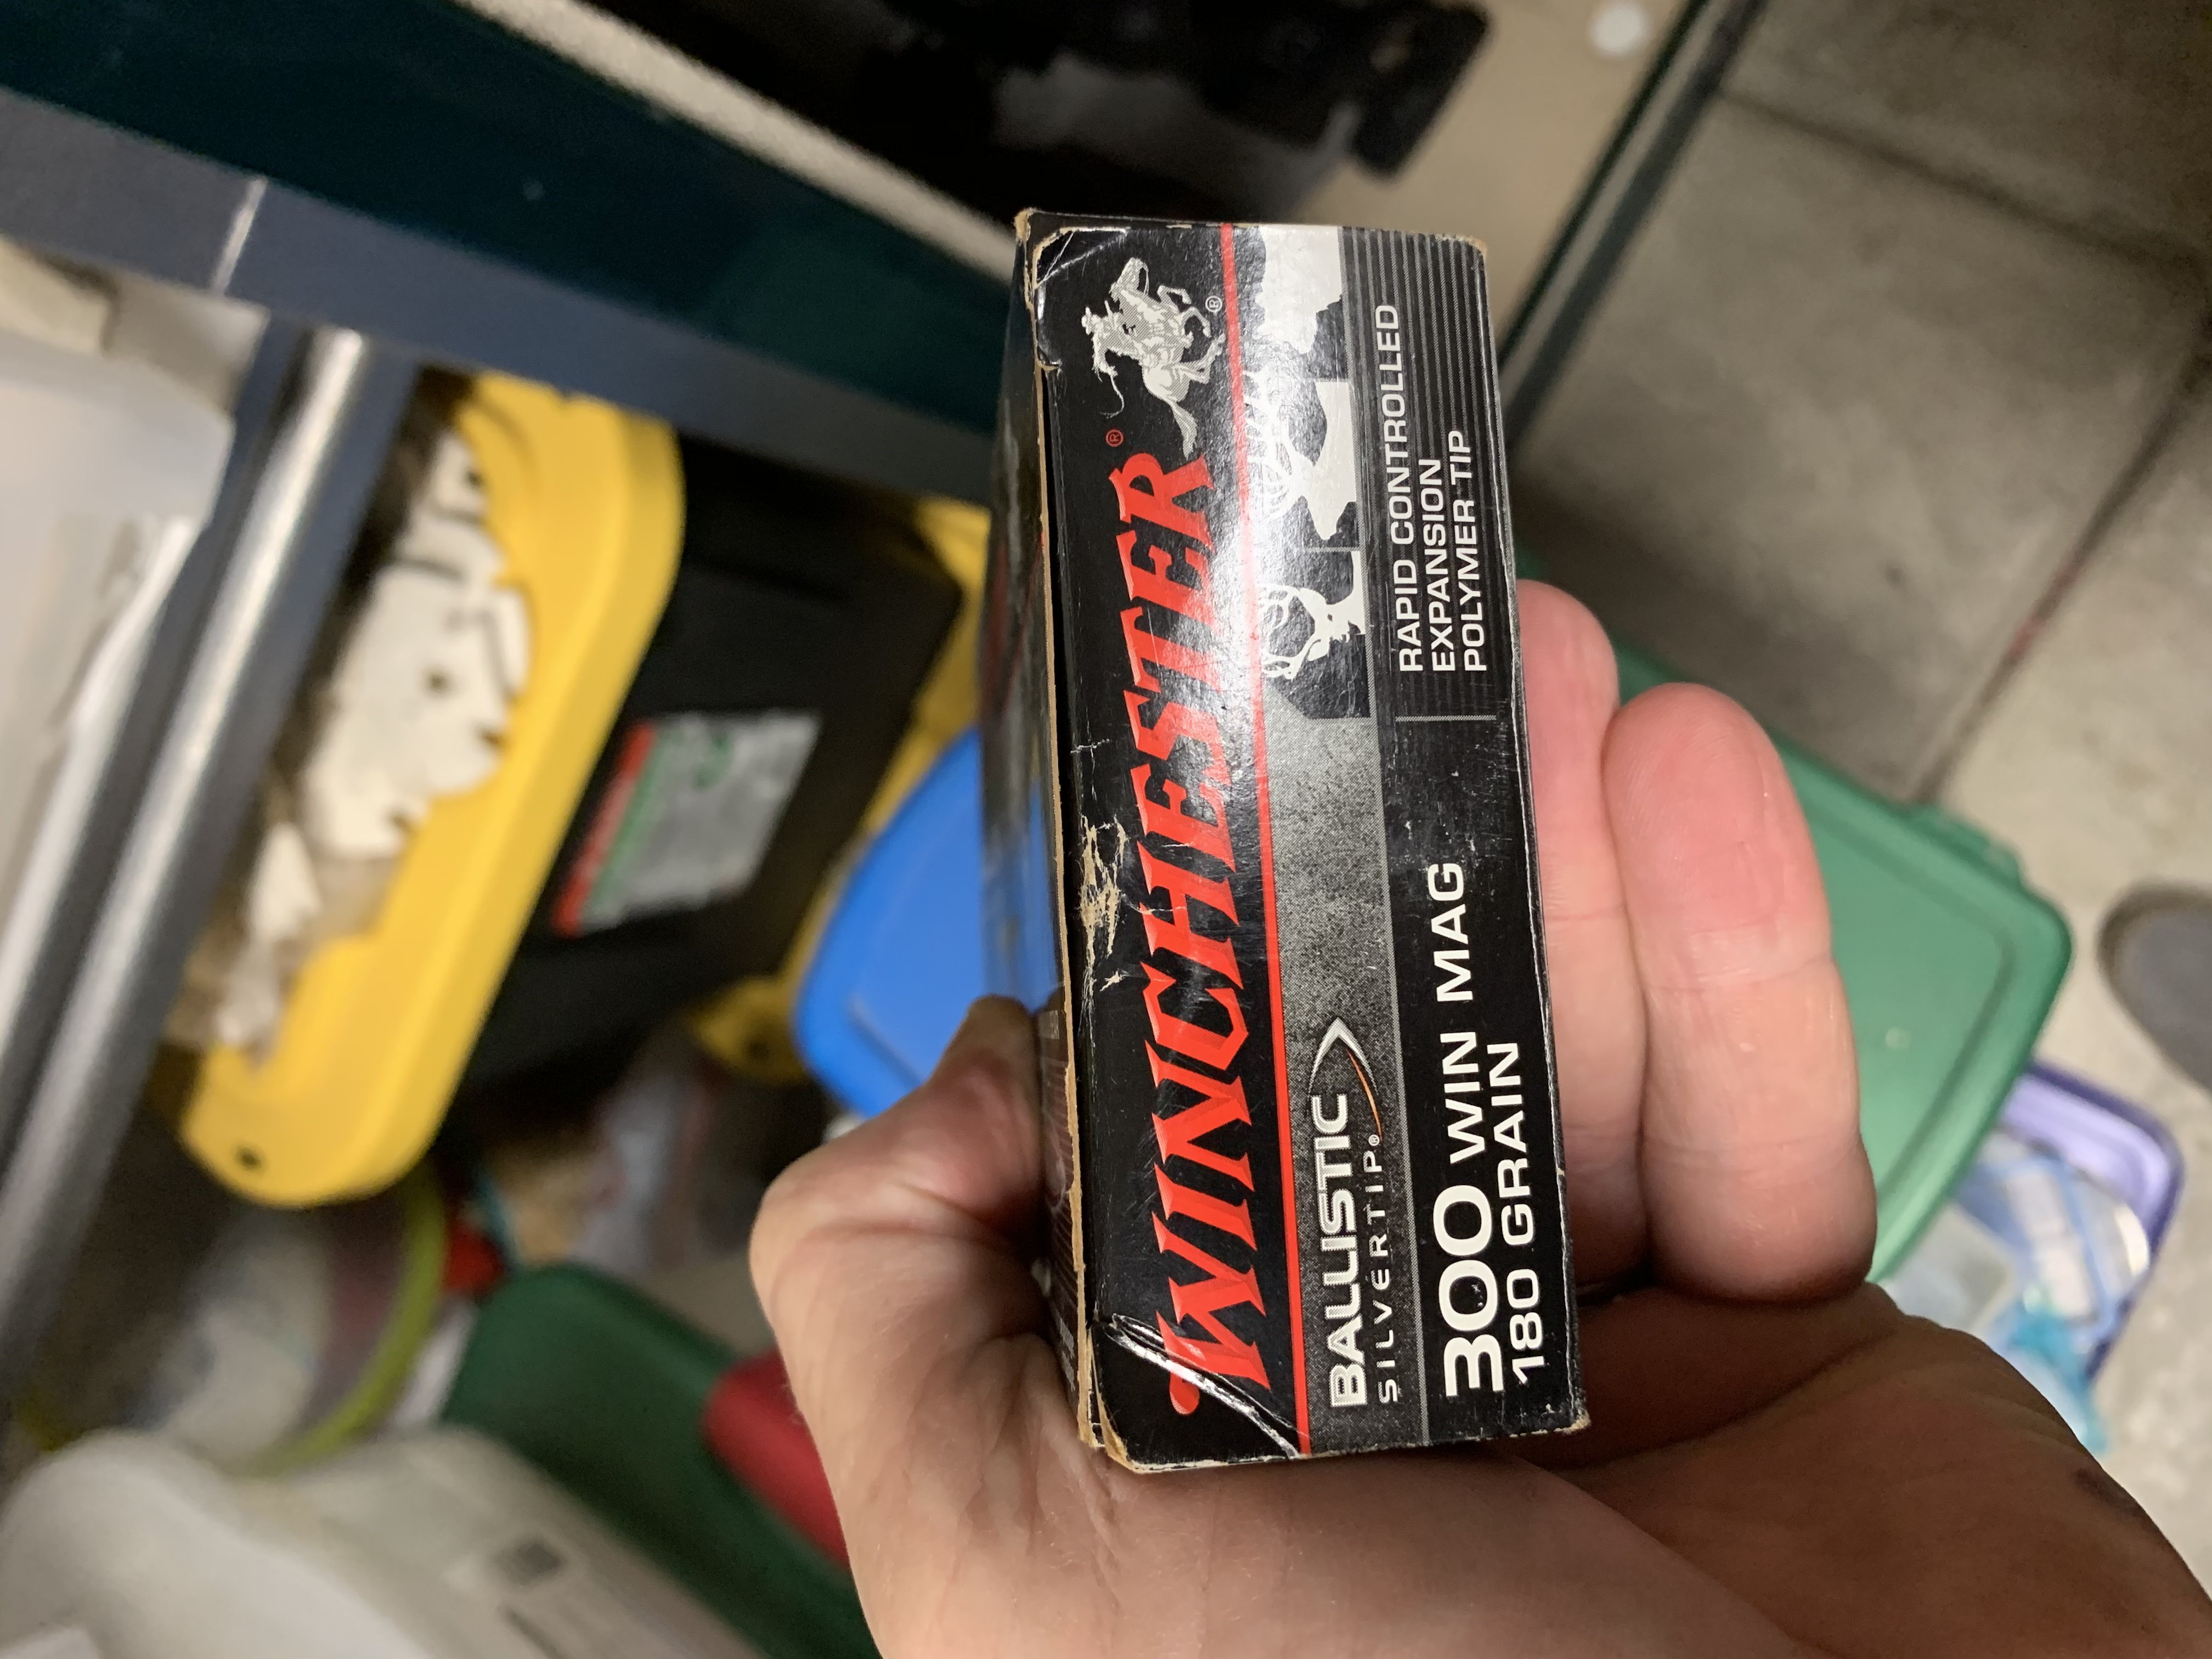 WINCHESTER®
®
BALLISTIC
SILVERTIP®
300 WIN MAG
180 GRAIN
RAPID CONTROLLED
EXPANSION
POLYMER TIP